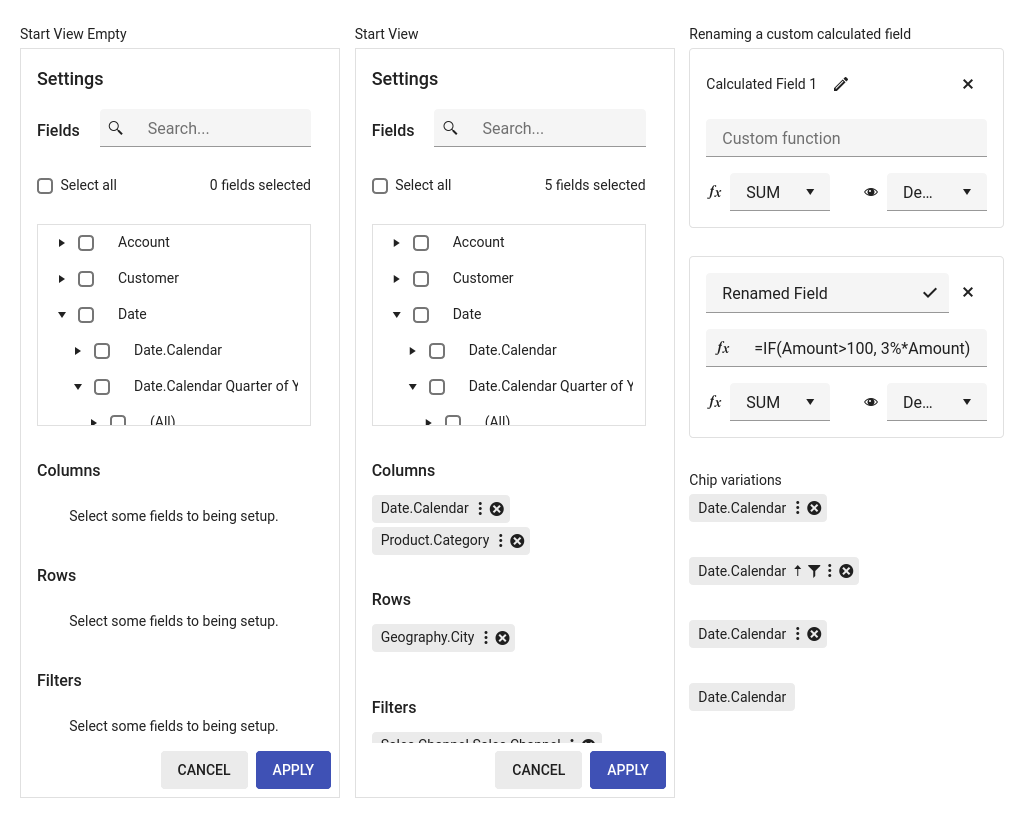 Start View Empty
Settings
Fields
Search...
Select all
0 fields selected
Account
Customer
Date
Date.Calendar
Date.Calendar Quarter of Y
(All)
Columns
Select some fields to being setup.
Rows
Select some fields to being setup.
Filters
Select some fields to being setup.
CANCEL
APPLY
Start View
Settings
Fields
Search...
Select all
5 fields selected
Account
Customer
Date
Date.Calendar
Date.Calendar Quarter of Y
(All)
Columns
Date.Calendar
Product.Category
Rows
Geography.City
Filters
Sales Channel.Sales Channel
CANCEL
APPLY
Renaming a custom calculated field
Calculated Field 1
Custom function
fx
SUM
De...
Renamed Field
fx
=IF(Amount>100, 3%*Amount)
fx
SUM
De...
Chip variations
Date.Calendar
Date.Calendar
Date.Calendar
Date.Calendar